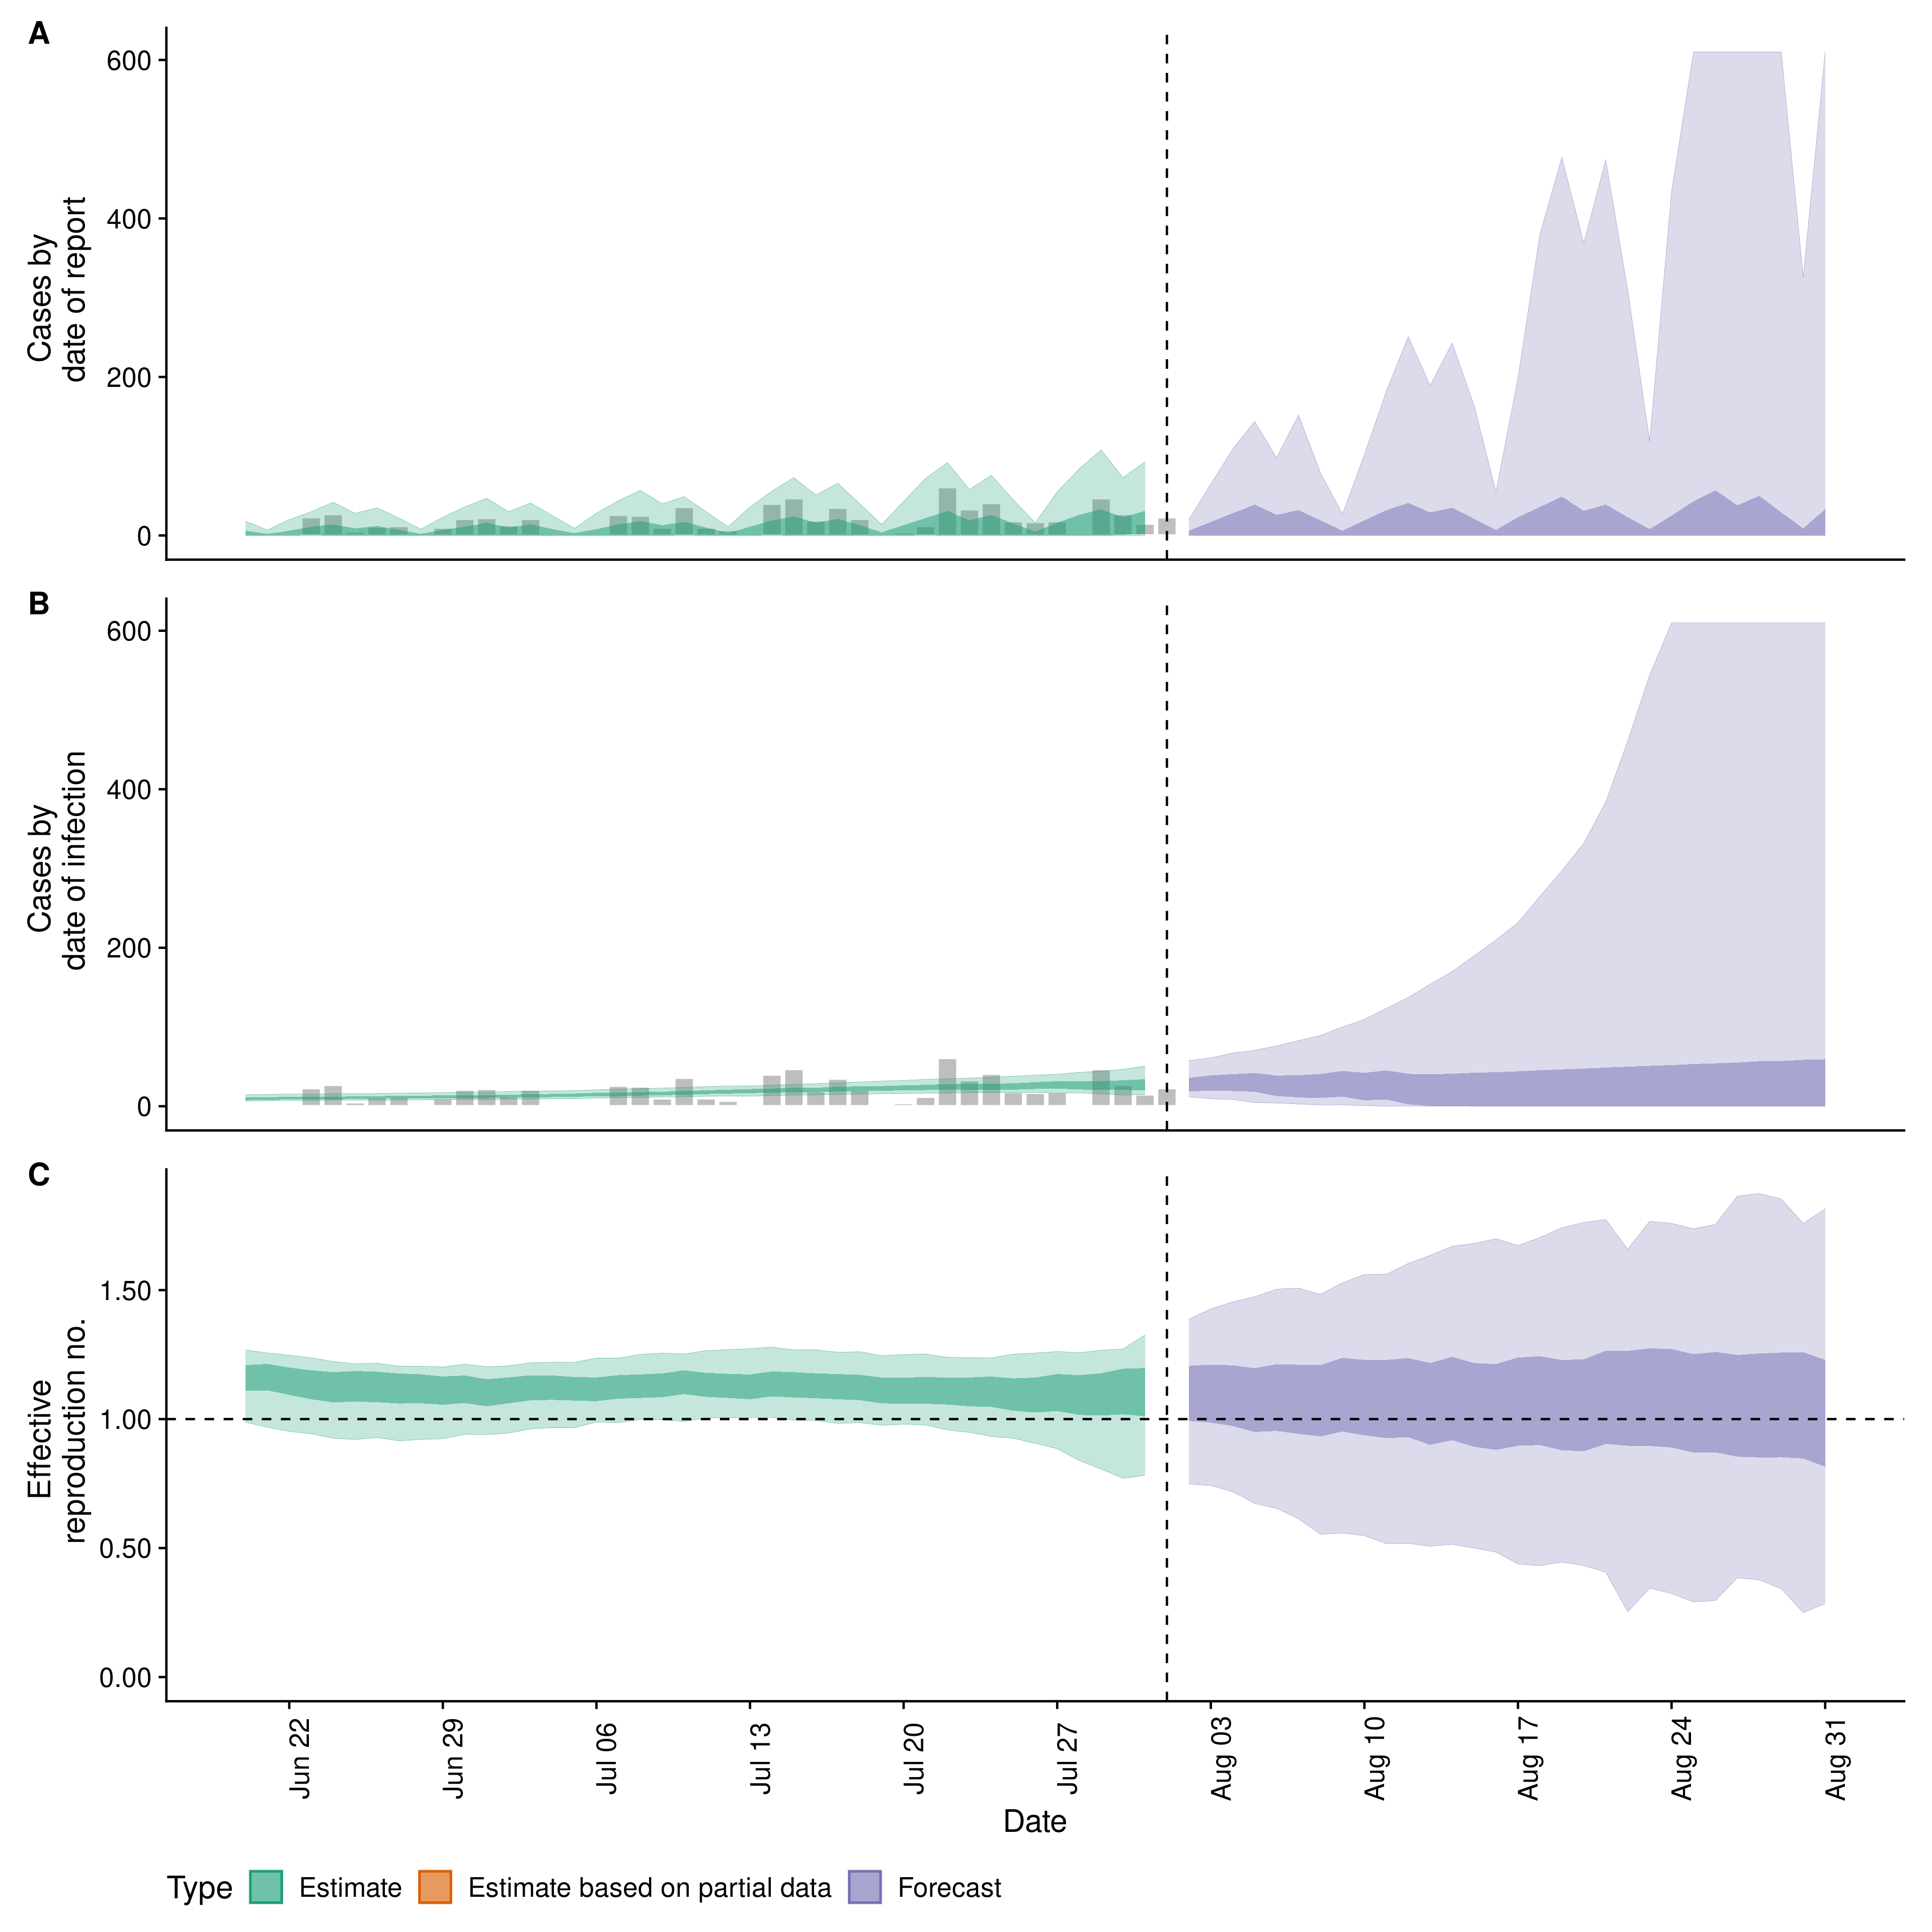 A
600
400
200
0
Cases by
date of report
B
600
400
200
0
Cases by
date of infection
C
1.50
1.00
0.50
0.00
Effective
reproduction no.
Jun 22
Jun 29
Jul 06
Jul 13
Jul 20
Jul 27
Aug 03
Aug 10
Aug 17
Aug 24
Aug 31
Date
Type Estimate Estimate based on partial data Forecast